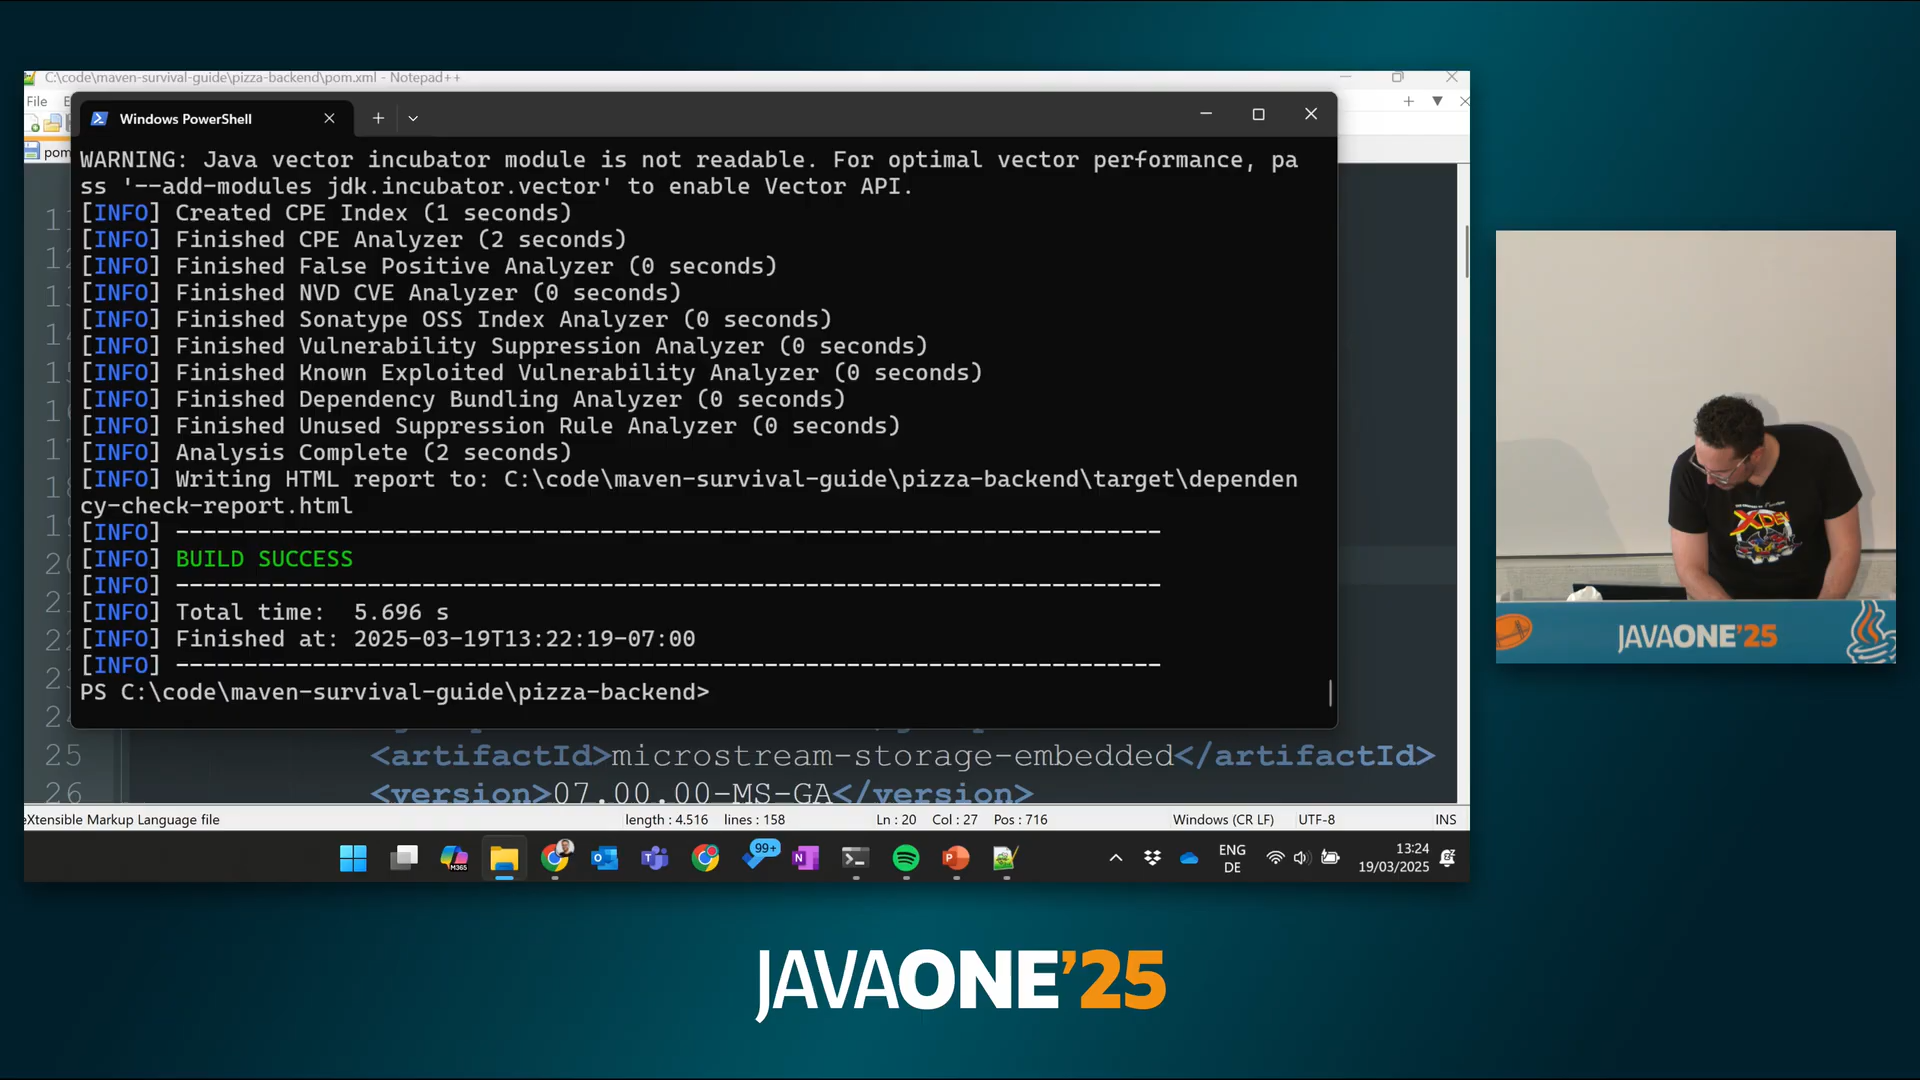 C:\code\maven-survival-guide\pizza-backend\pom.xml - Notepad++
File
Windows PowerShell
pom
WARNING: Java vector incubator module is not readable. For optimal vector performance, pa
ss '--add-modules jdk.incubator.vector' to enable Vector API.
[INFO] Created CPE Index (1 seconds)
[INFO] Finished CPE Analyzer (2 seconds)
[INFO] Finished False Positive Analyzer (0 seconds)
[INFO] Finished NVD CVE Analyzer (0 seconds)
[INFO] Finished Sonatype OSS Index Analyzer (0 seconds)
[INFO] Finished Vulnerability Suppression Analyzer (0 seconds)
[INFO] Finished Known Exploited Vulnerability Analyzer (0 seconds)
[INFO] Finished Dependency Bundling Analyzer (0 seconds)
[INFO] Finished Unused Suppression Rule Analyzer (0 seconds)
[INFO] Analysis Complete (2 seconds)
[INFO] Writing HTML report to: C:\code\maven-survival-guide\pizza-backend\target\dependen
cy-check-report.html
[INFO] ------------------------------------------------------------------------
[INFO] BUILD SUCCESS
[INFO] ------------------------------------------------------------------------
[INFO] Total time:  5.696 s
[INFO] Finished at: 2025-03-19T13:22:19-07:00
[INFO] ------------------------------------------------------------------------
PS C:\code\maven-survival-guide\pizza-backend>
25 <artifactId>microstream-storage-embedded</artifactId>
26 <version>07.00.00-MS-GA</version>
eXtensible Markup Language file length : 4.516 lines : 158 Ln : 20 Col : 27 Pos : 716 Windows (CR LF) UTF-8 INS
M365
99+
ENG
DE
13:24
19/03/2025
XDEV
JAVAONE'25
JAVAONE'25